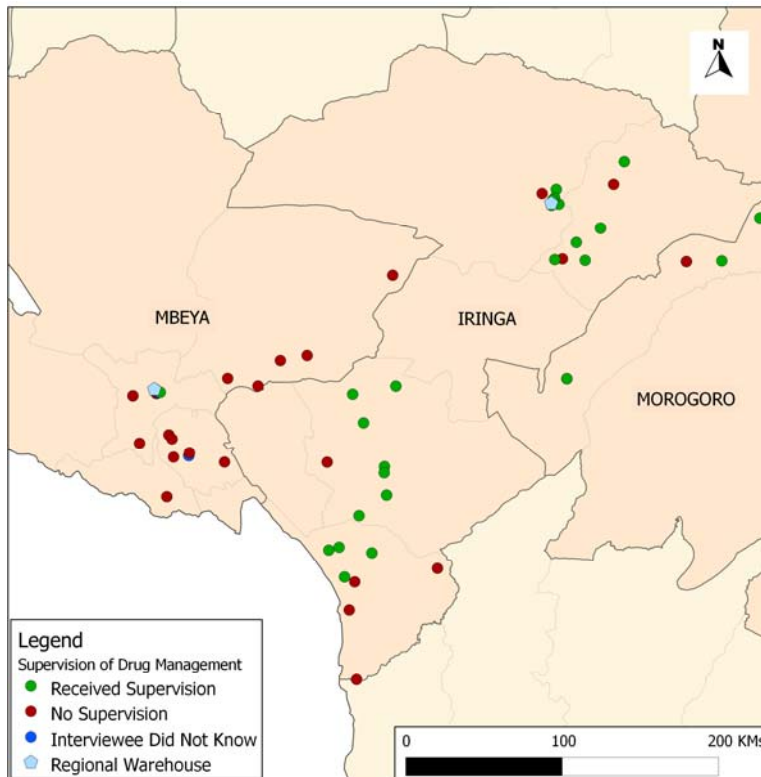 N
MBEYA
IRINGA
MOROGORO
Legend
Supervision of Drug Management
Received Supervision
No Supervision
Interviewee Did Not Know
Regional Warehouse
0 100 200 KMs